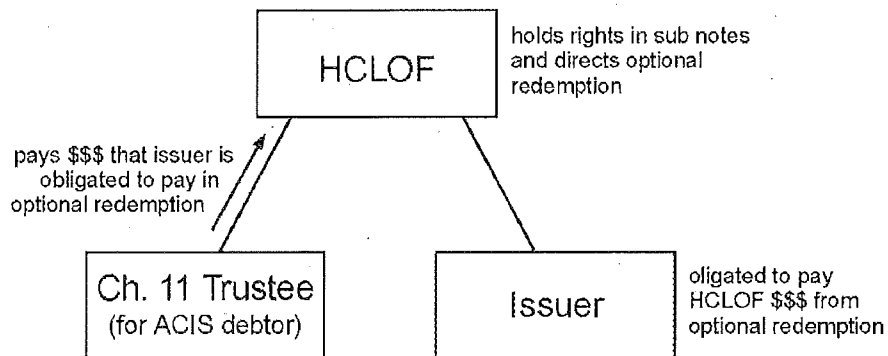 HCLOF
holds rights in sub notes
and directs optional
redemption
pays $$$ that issuer is
obligated to pay in
optional redemption
Ch. 11 Trustee
(for ACIS debtor)
Issuer
oligated to pay
HCLOF $$$ from
optional redemption